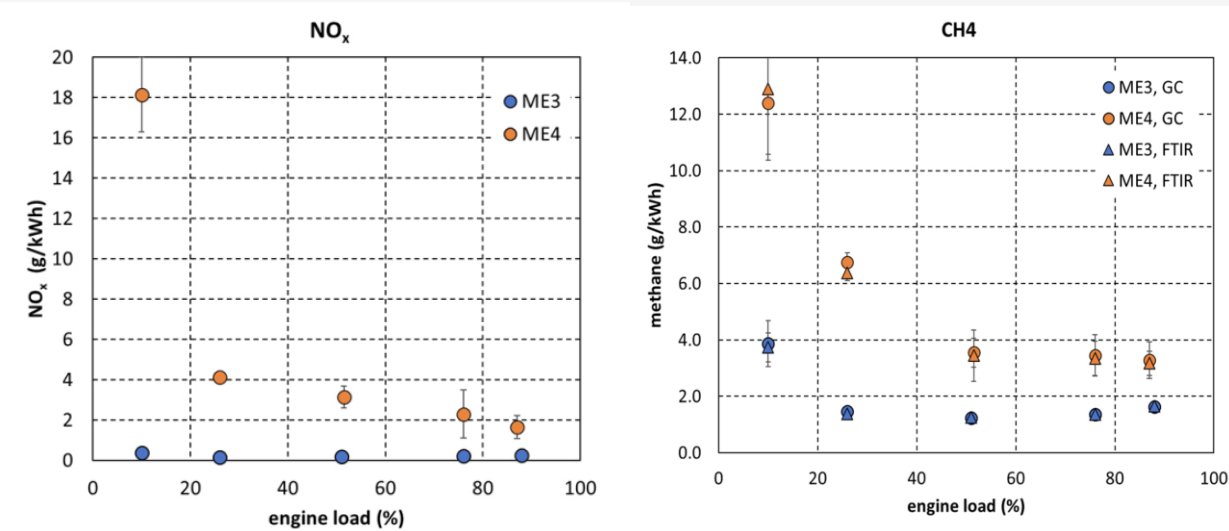 NOx
20
18
16
14
12
10
8
6
4
2
0
NOx (g/kWh)
ME3
ME4
0 20 40 60 80 100
engine load (%)
CH4
14.0
12.0
10.0
8.0
6.0
4.0
2.0
0.0
methane (g/kWh)
ME3, GC
ME4, GC
ME3, FTIR
ME4, FTIR
0 20 40 60 80 100
engine load (%)